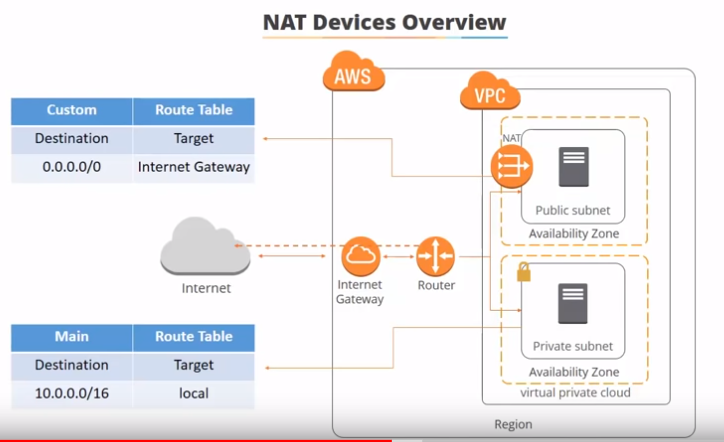 NAT Devices Overview
AWS
VPC
Custom Route Table
Destination Target
0.0.0.0/0 Internet Gateway
NAT
Public subnet
Availability Zone
Internet
Internet
Gateway
Router
Main Route Table
Destination Target
10.0.0.0/16 local
Private subnet
Availability Zone
virtual private cloud
Region